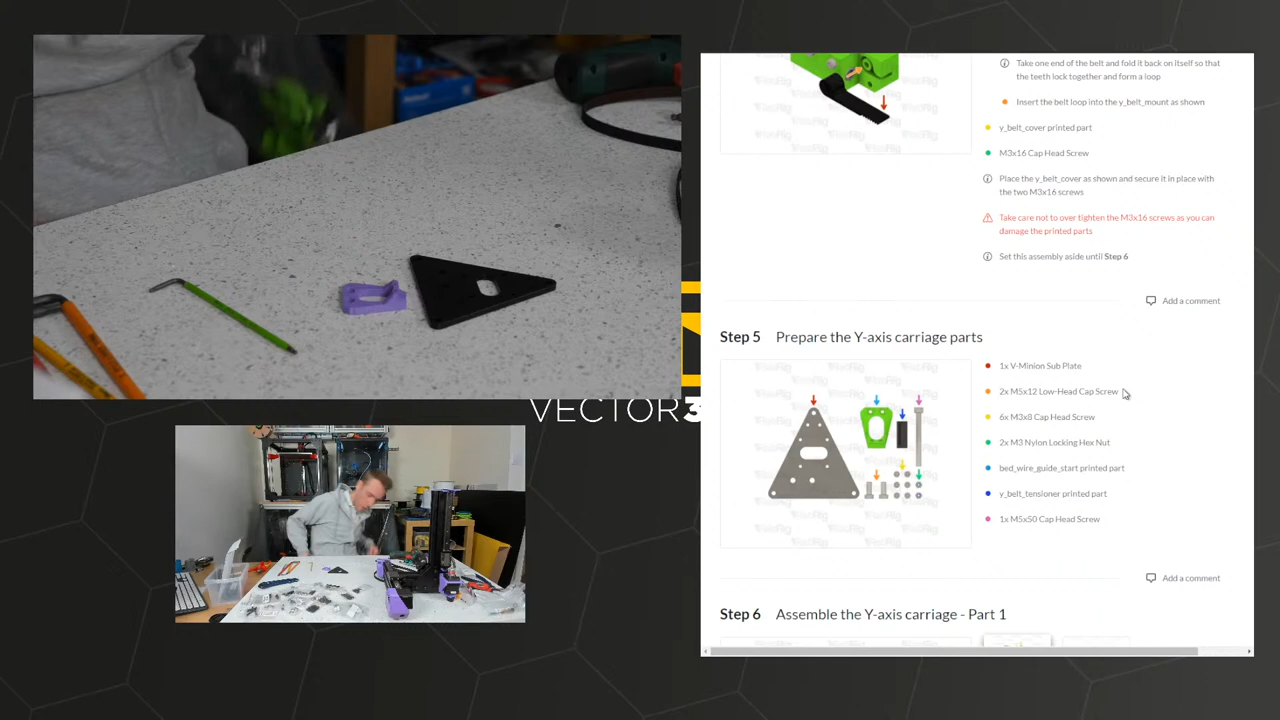 Take one end of the belt and fold it back on itself so that
the teeth lock together and form a loop
Insert the belt loop into the y_belt_mount as shown
y_belt_cover printed part
M3x16 Cap Head Screw
Place the y_belt_cover as shown and secure it in place with
the two M3x16 screws
Take care not to over tighten the M3x16 screws as you can
damage the printed parts
Set this assembly aside until Step 6
Add a comment
Step 5 Prepare the Y-axis carriage parts
1x V-Minion Sub Plate
2x M5x12 Low-Head Cap Screw
6x M3x8 Cap Head Screw
2x M3 Nylon Locking Hex Nut
bed_wire_guide_start printed part
y_belt_tensioner printed part
1x M5x50 Cap Head Screw
Add a comment
Step 6 Assemble the Y-axis carriage - Part 1
VECTOR3